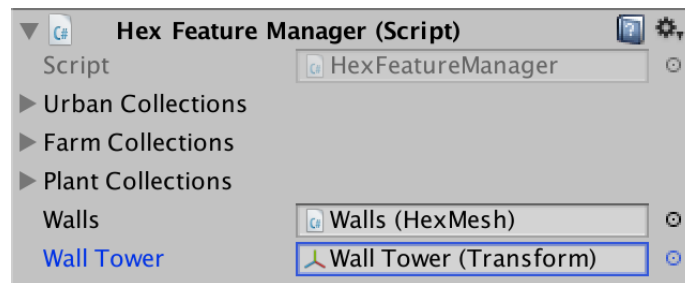 Hex Feature Manager (Script)
Script HexFeatureManager
Urban Collections
Farm Collections
Plant Collections
Walls Walls (HexMesh)
Wall Tower Wall Tower (Transform)